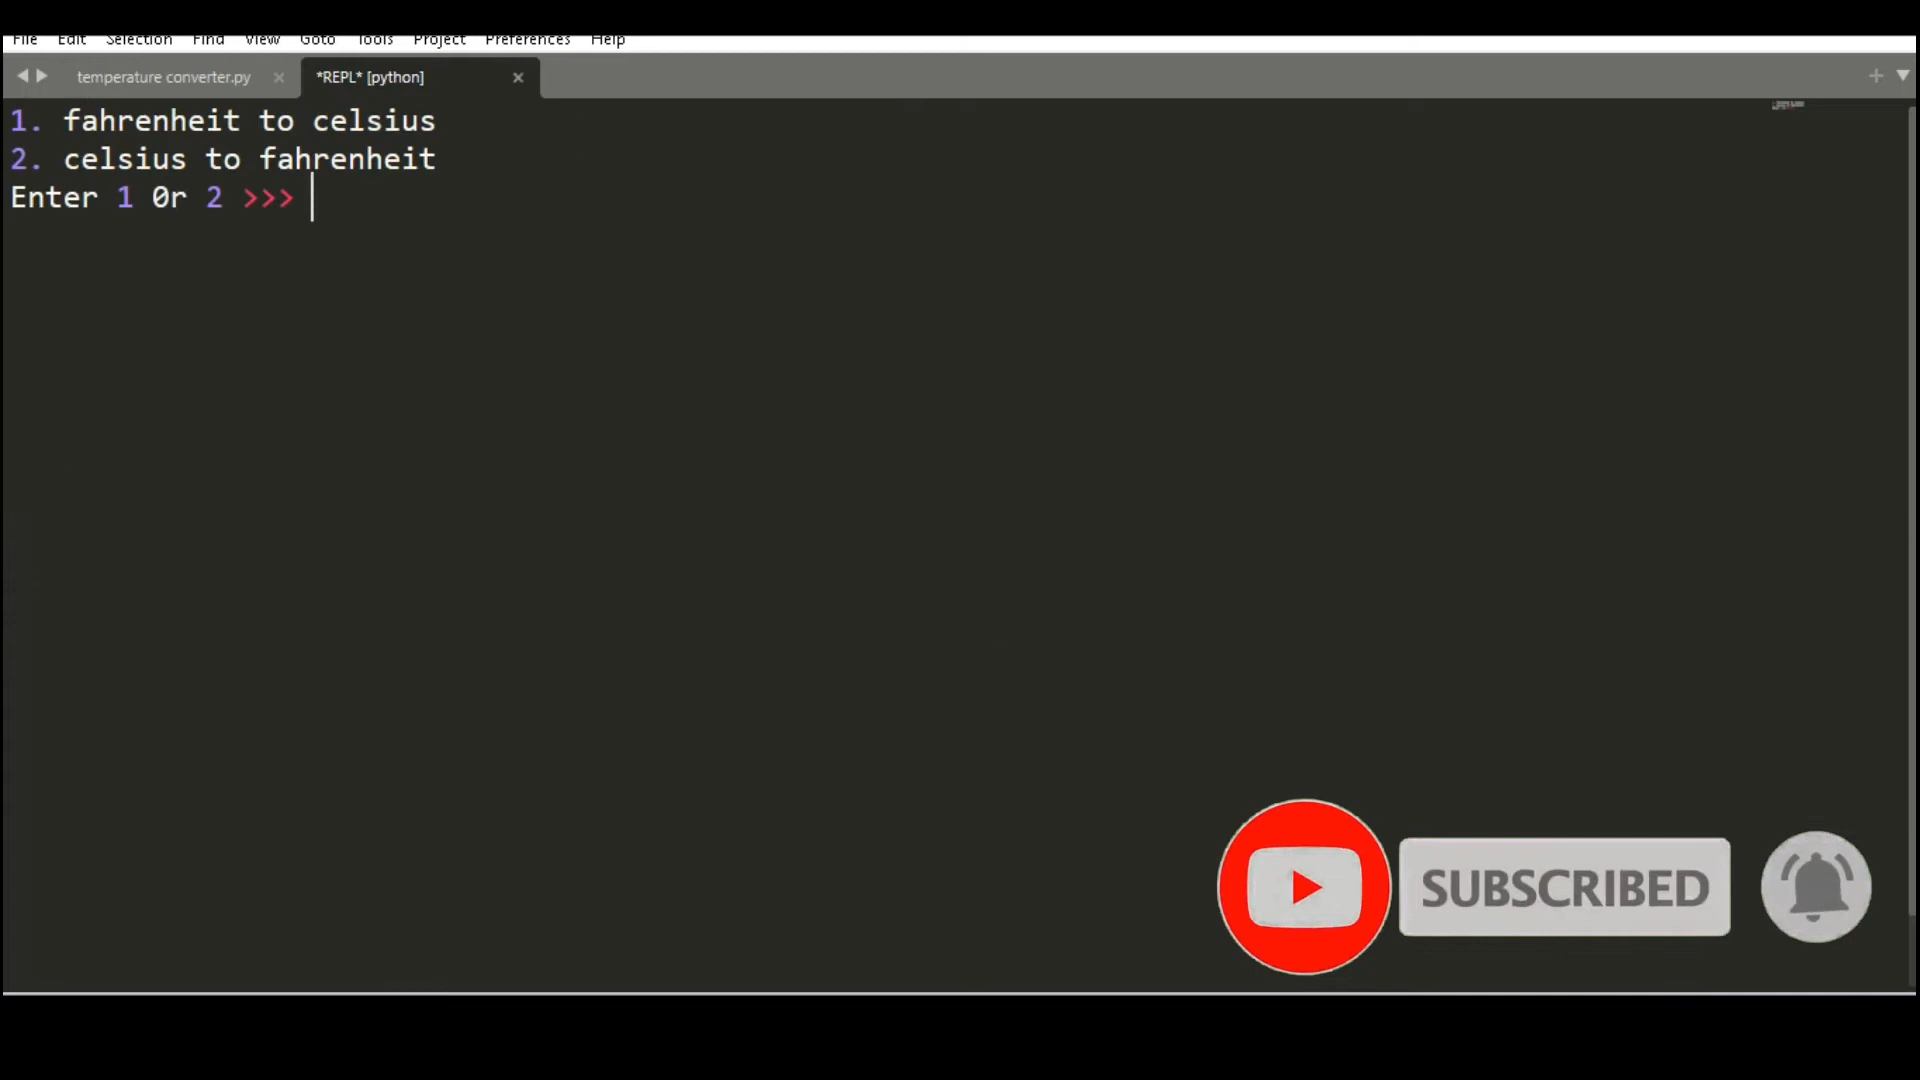 File Edit Selection Find View Goto Tools Project Preferences Help
temperature converter.py × *REPL* [python] ×
1. fahrenheit to celsius
2. celsius to fahrenheit
Enter 1 0r 2 >>>
SUBSCRIBED